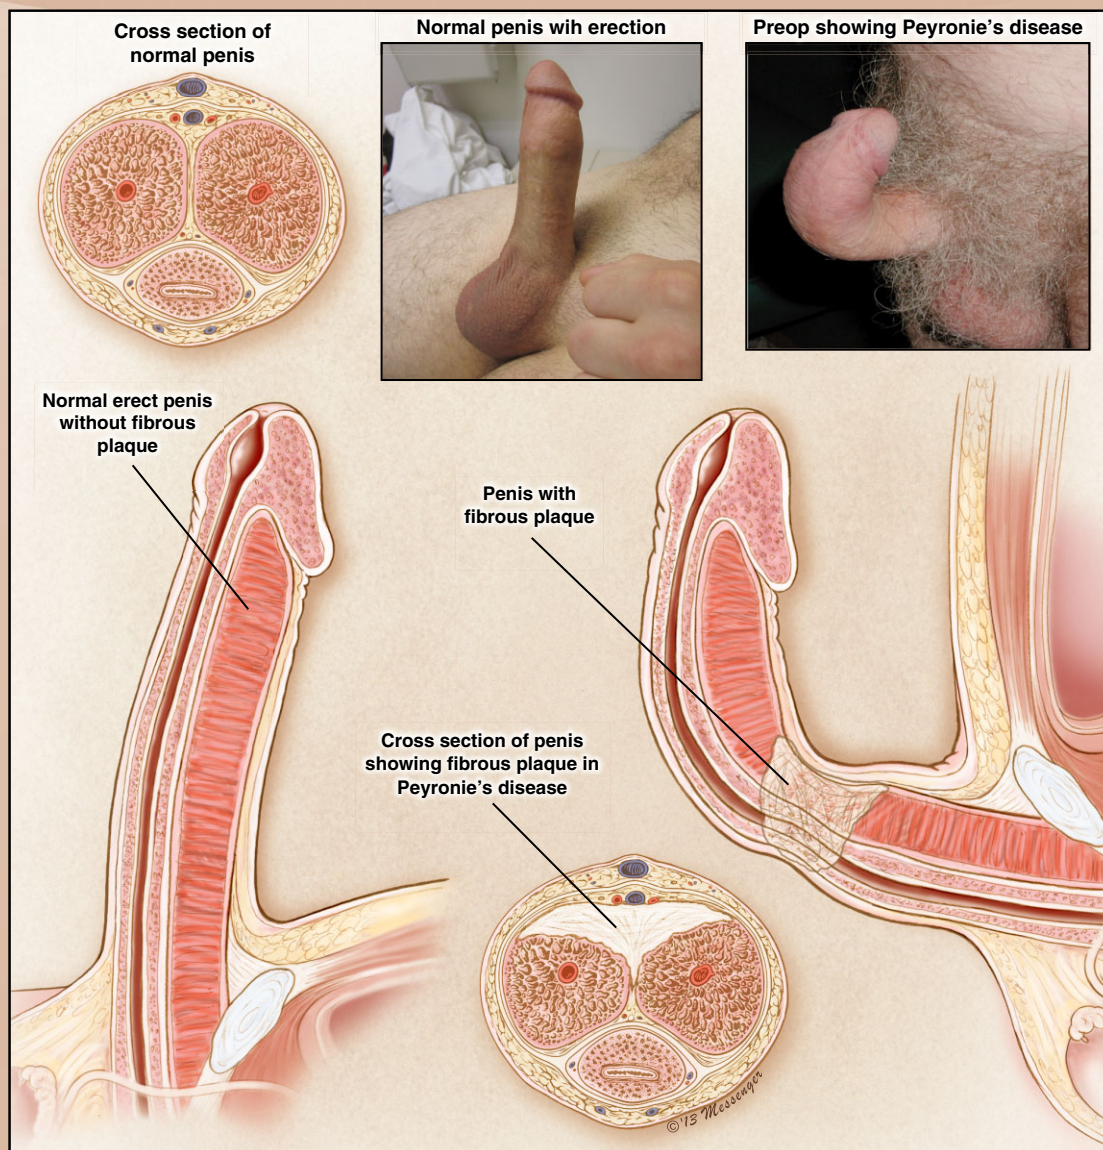 Cross section of
normal penis
Normal penis wih erection
Preop showing Peyronie's disease
Normal erect penis
without fibrous
plaque
Penis with
fibrous plaque
Cross section of penis
showing fibrous plaque in
Peyronie's disease
©'13 Messenger